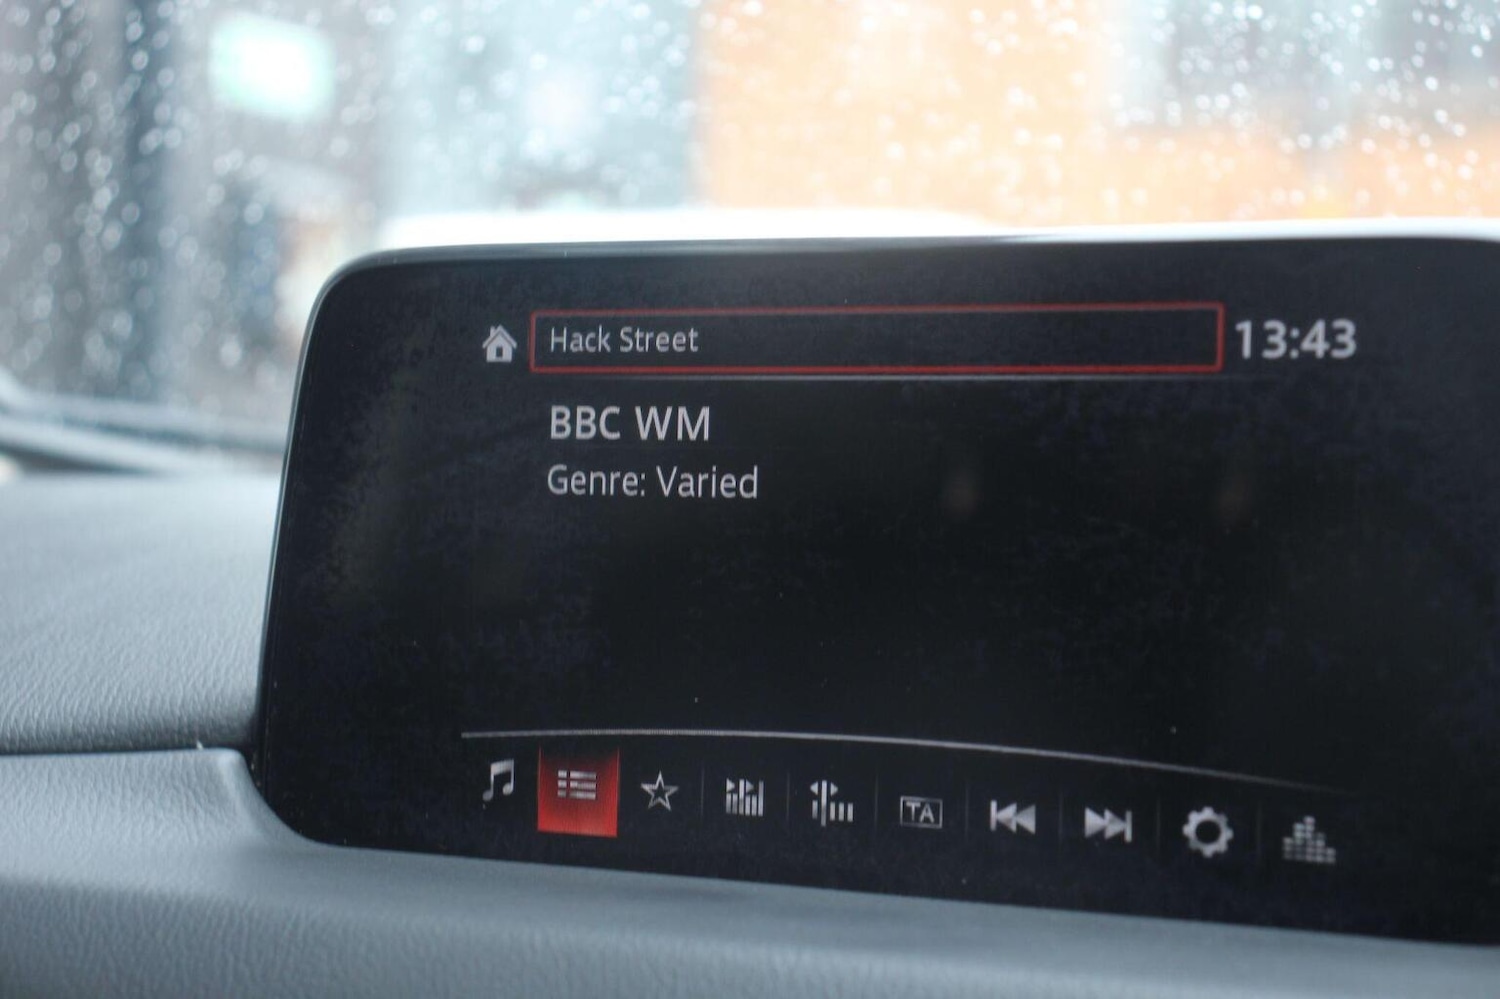 Hack Street
13:43
BBC WM
Genre: Varied
TA